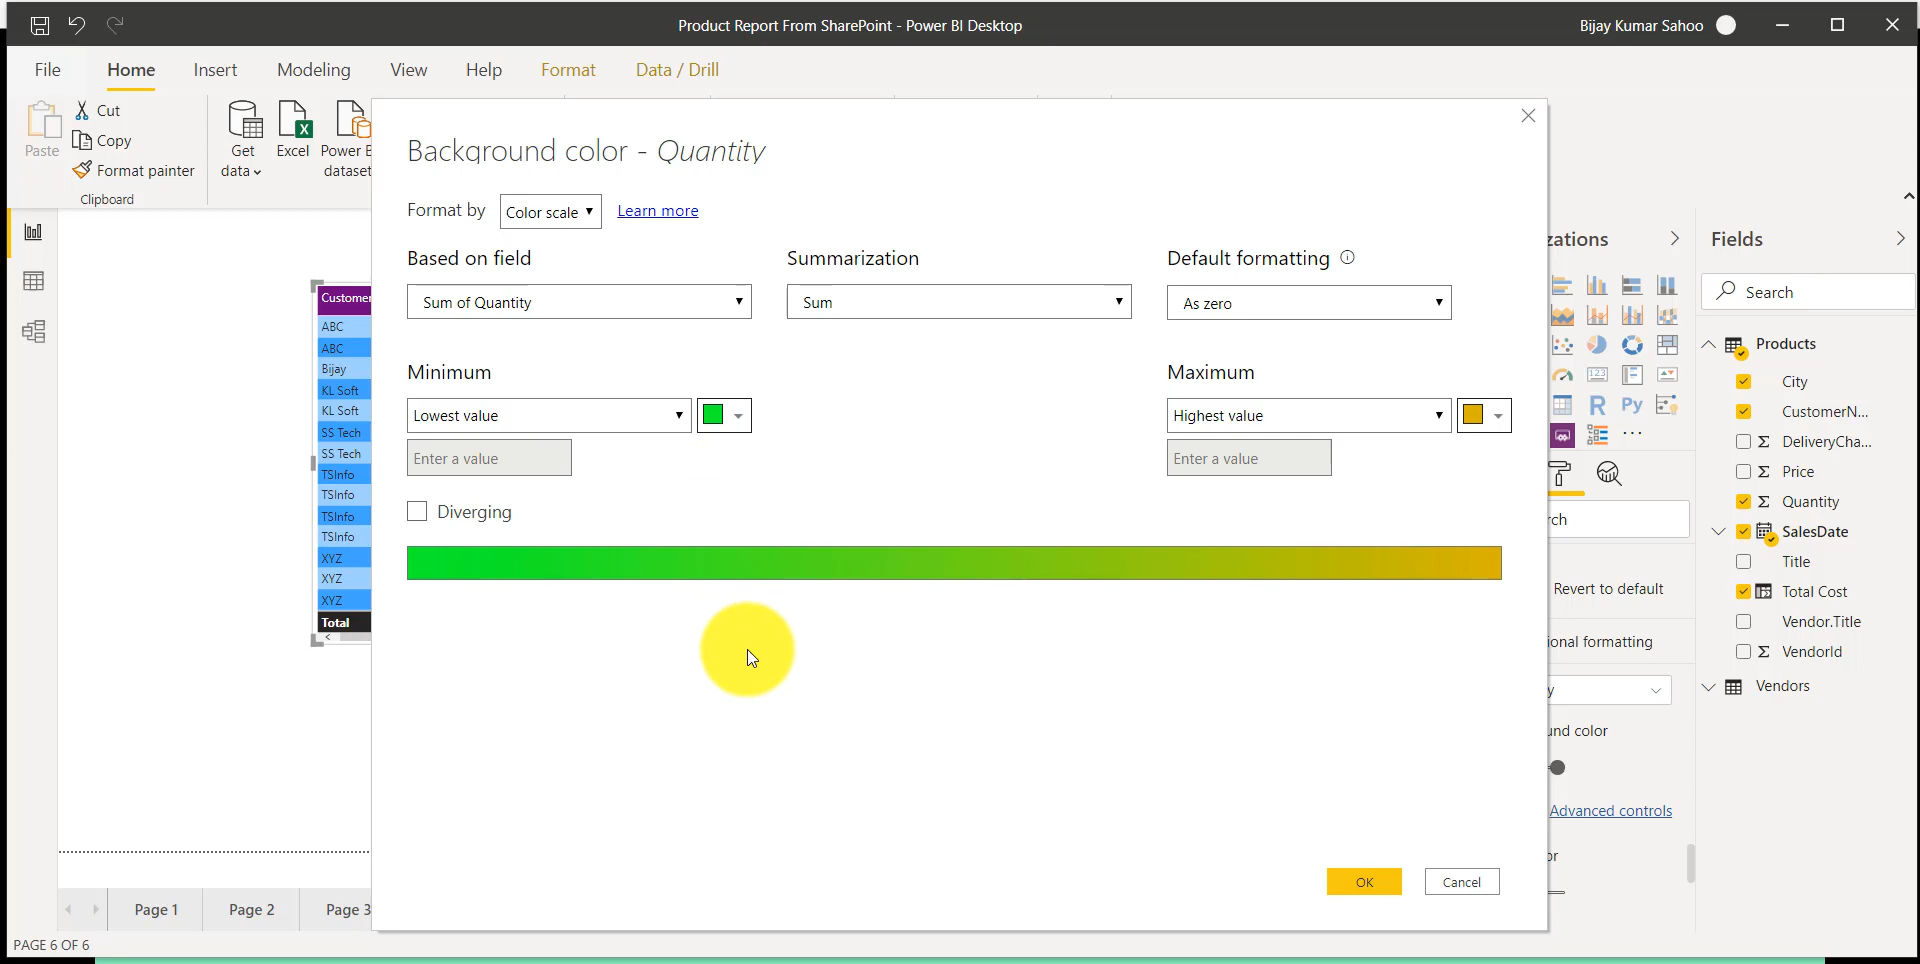 Product Report From SharePoint - Power BI Desktop
Bijay Kumar Sahoo
File Home Insert Modeling View Help Format Data / Drill
Paste
Cut
Copy
Format painter
Clipboard
Get data
Excel
Power B
dataset
Background color - Quantity
Format by Color scale Learn more
Based on field Summarization Default formatting
Sum of Quantity Sum As zero
Minimum Maximum
Lowest value Highest value
Enter a value Enter a value
Diverging
OK Cancel
Customer
ABC
ABC
Bijay
KL Soft
KL Soft
SS Tech
SS Tech
TSInfo
TSInfo
TSInfo
TSInfo
XYZ
XYZ
XYZ
Total
zations
123
R Py
rch
Revert to default
ional formatting
y
und color
Advanced controls
or
Fields
Search
Products
City
CustomerN...
Σ DeliveryCha...
Σ Price
Σ Quantity
SalesDate
Title
Total Cost
Vendor.Title
Σ VendorId
Vendors
Page 1 Page 2 Page 3
PAGE 6 OF 6